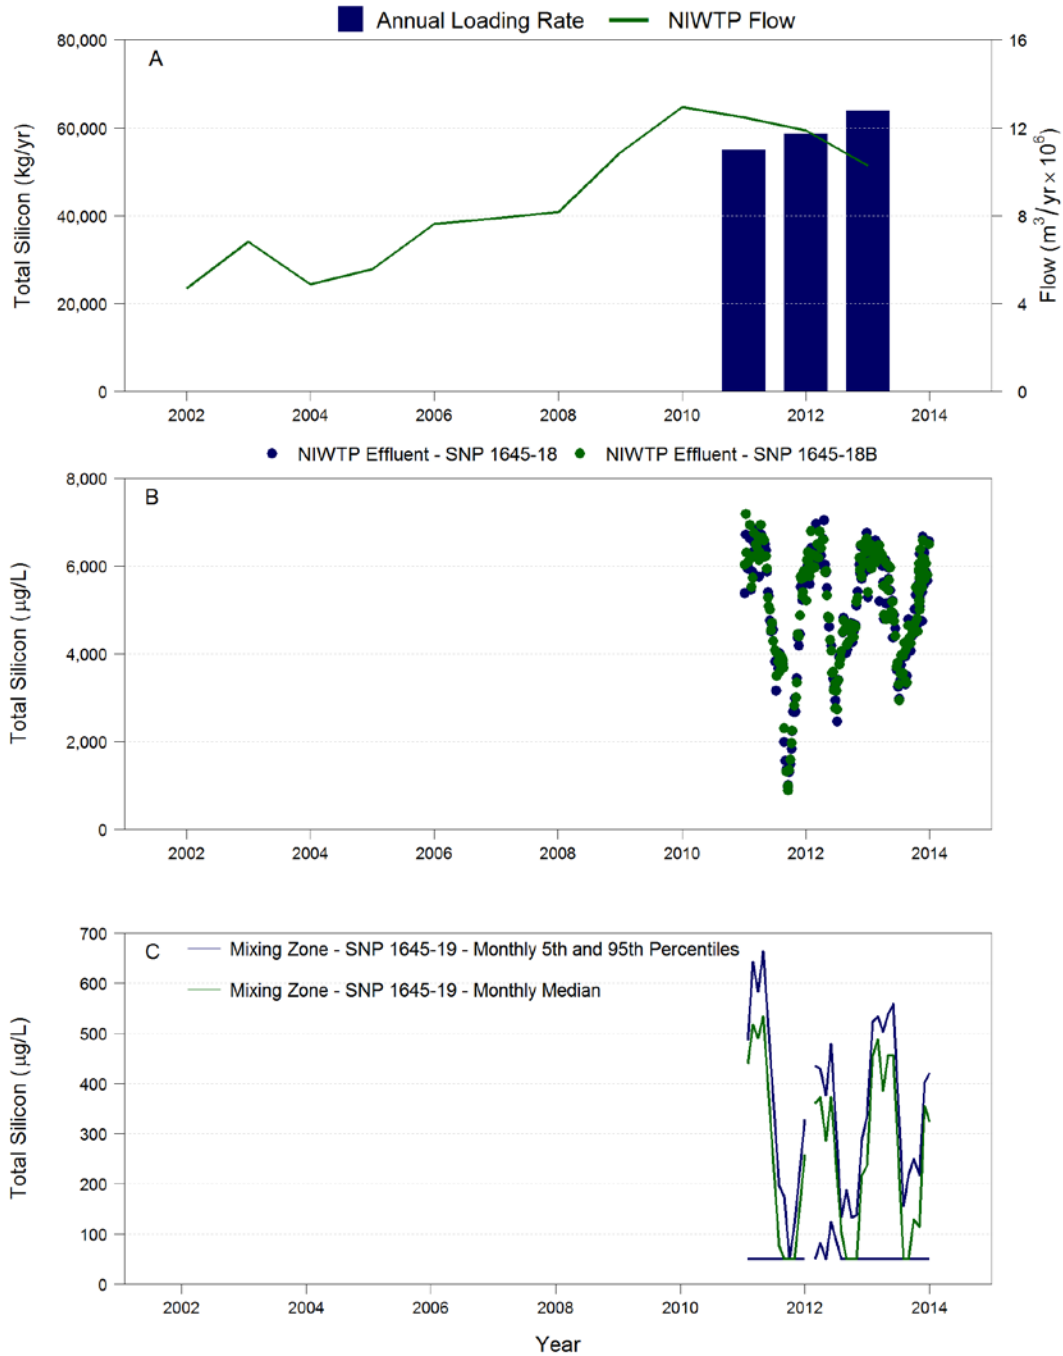 Annual Loading Rate NIWTP Flow
A
80,000
60,000
40,000
20,000
0
Total Silicon (kg/yr)
16
12
8
4
0
Flow (m³/yr × 10⁶)
2002 2004 2006 2008 2010 2012 2014
NIWTP Effluent - SNP 1645-18 NIWTP Effluent - SNP 1645-18B
B
8,000
6,000
4,000
2,000
0
Total Silicon (µg/L)
2002 2004 2006 2008 2010 2012 2014
C
Mixing Zone - SNP 1645-19 - Monthly 5th and 95th Percentiles
Mixing Zone - SNP 1645-19 - Monthly Median
700
600
500
400
300
200
100
0
Total Silicon (µg/L)
2002 2004 2006 2008 2010 2012 2014
Year